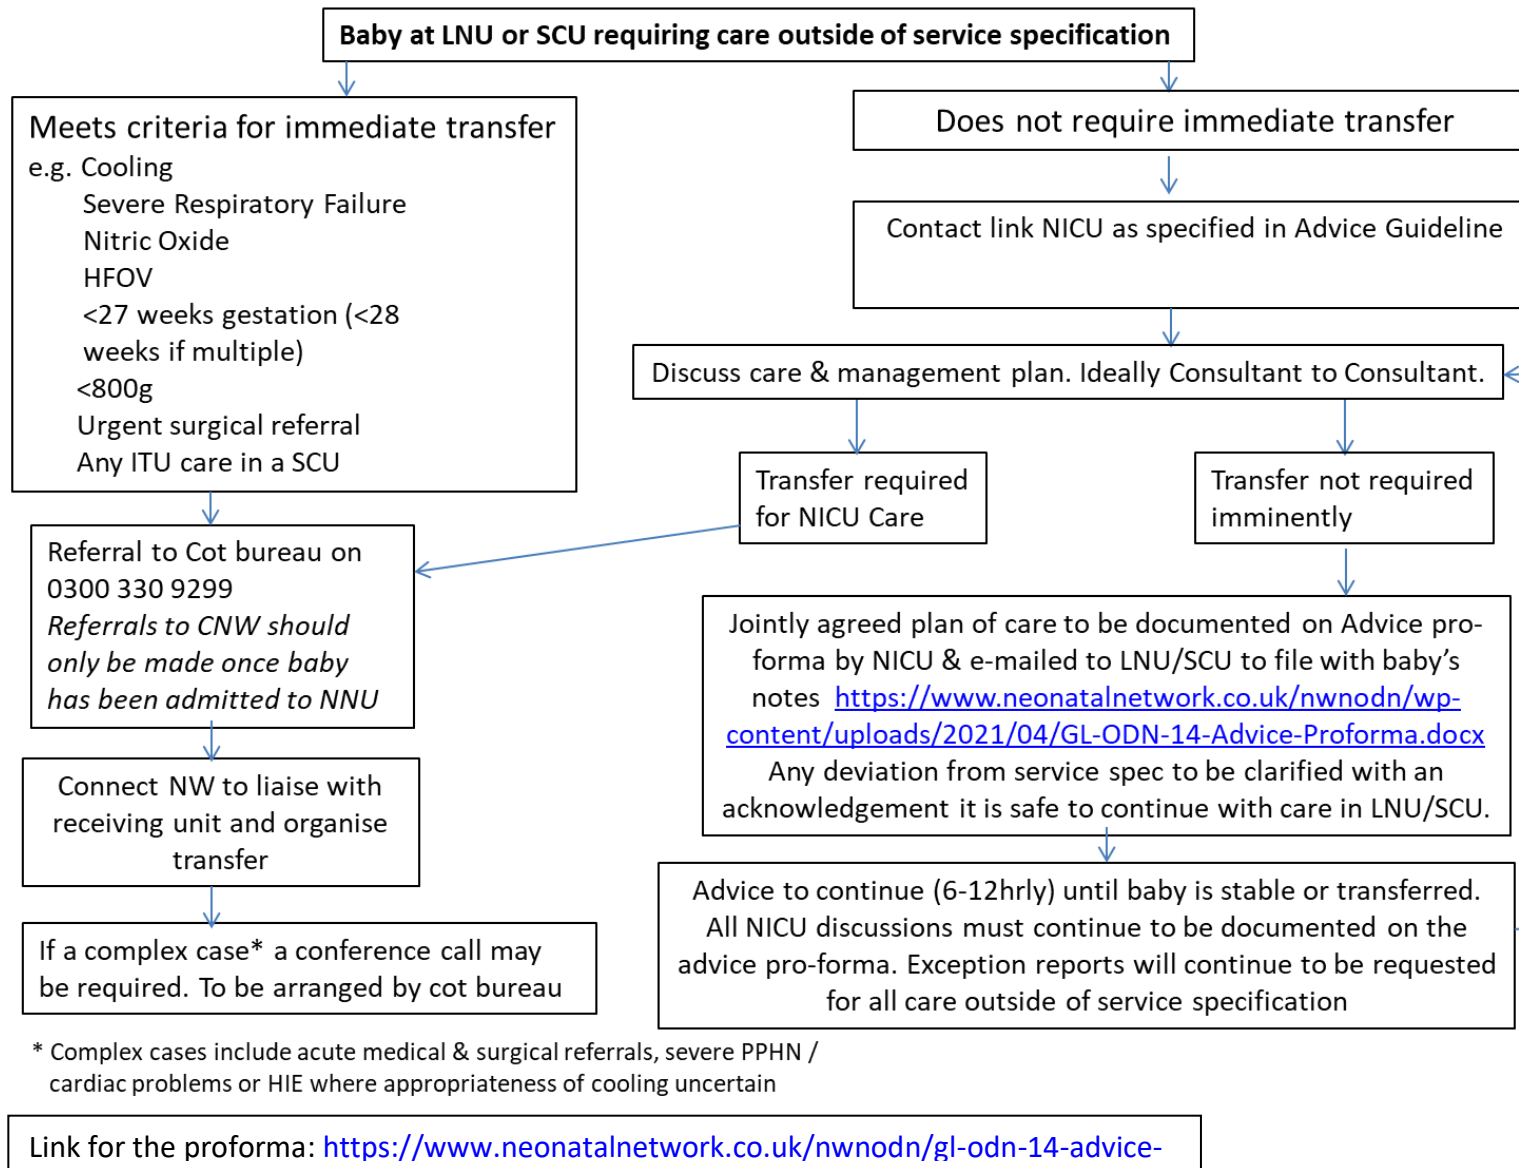 Baby at LNU or SCU requiring care outside of service specification
Meets criteria for immediate transfer
e.g. Cooling
Severe Respiratory Failure
Nitric Oxide
HFOV
<27 weeks gestation (<28
weeks if multiple)
<800g
Urgent surgical referral
Any ITU care in a SCU
Does not require immediate transfer
Contact link NICU as specified in Advice Guideline
Discuss care & management plan. Ideally Consultant to Consultant.
Transfer required
for NICU Care
Transfer not required
imminently
Referral to Cot bureau on
0300 330 9299
Referrals to CNW should
only be made once baby
has been admitted to NNU
Connect NW to liaise with
receiving unit and organise
transfer
If a complex case* a conference call may
be required. To be arranged by cot bureau
Jointly agreed plan of care to be documented on Advice pro-
forma by NICU & e-mailed to LNU/SCU to file with baby’s
notes https://www.neonatalnetwork.co.uk/nwnodn/wp-
content/uploads/2021/04/GL-ODN-14-Advice-Proforma.docx
Any deviation from service spec to be clarified with an
acknowledgement it is safe to continue with care in LNU/SCU.
Advice to continue (6-12hrly) until baby is stable or transferred.
All NICU discussions must continue to be documented on the
advice pro-forma. Exception reports will continue to be requested
for all care outside of service specification
* Complex cases include acute medical & surgical referrals, severe PPHN /
cardiac problems or HIE where appropriateness of cooling uncertain
Link for the proforma: https://www.neonatalnetwork.co.uk/nwnodn/gl-odn-14-advice-